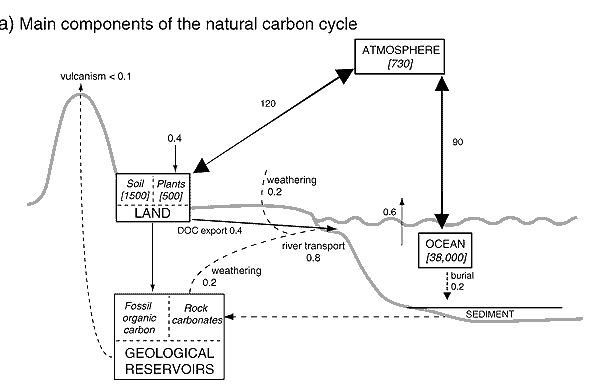 a) Main components of the natural carbon cycle
ATMOSPHERE
[730]
vulcanism < 0.1
120
90
0.4
Soil Plants
[1500] [500]
LAND
weathering
0.2
DOC export 0.4
river transport
0.8
0.6
OCEAN
[38,000]
burial
0.2
weathering
0.2
Fossil
organic
carbon
Rock
carbonates
GEOLOGICAL
RESERVOIRS
SEDIMENT